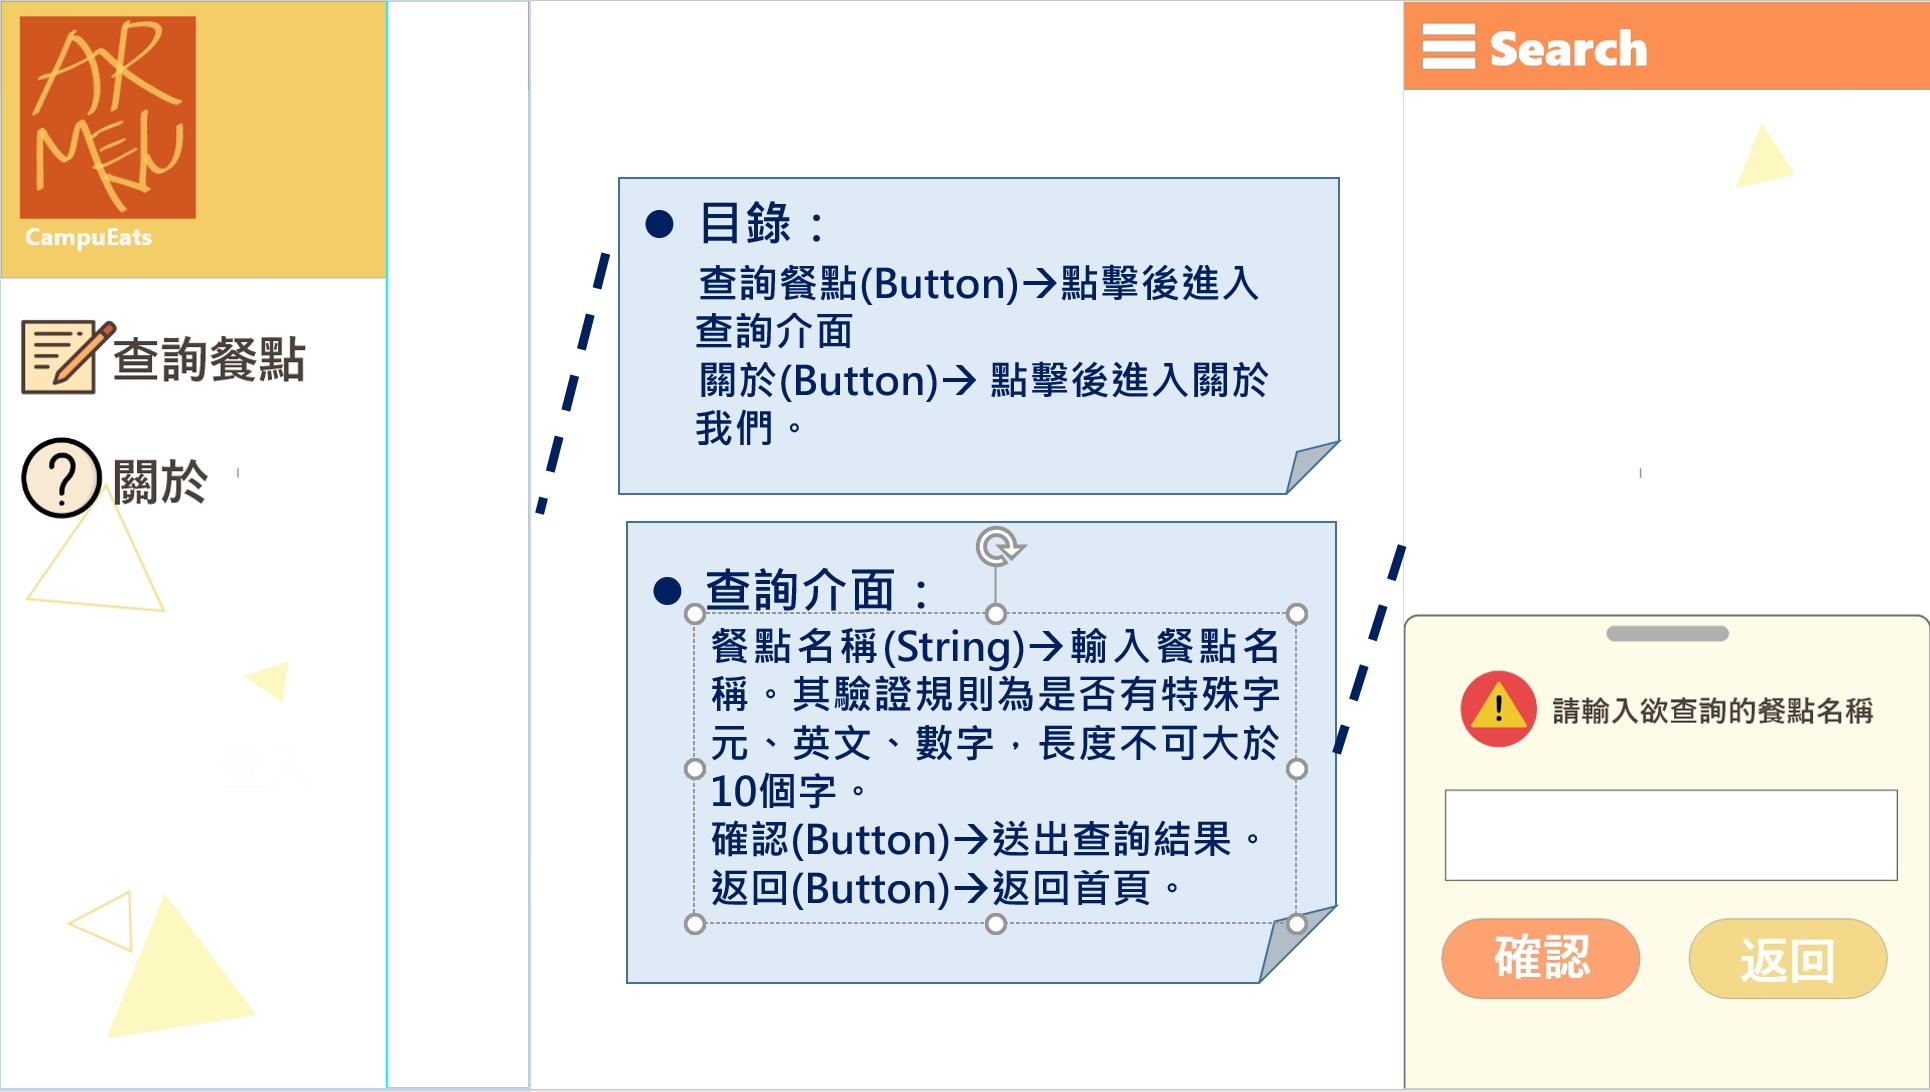 AR
MENU
CampuEats
查詢餐點
關於
登入
目錄：
查詢餐點(Button)→點擊後進入
查詢介面
關於(Button)→ 點擊後進入關於
我們。
查詢介面：
餐點名稱(String)→輸入餐點名
稱。其驗證規則為是否有特殊字
元、英文、數字，長度不可大於
10個字。
確認(Button)→送出查詢結果。
返回(Button)→返回首頁。
Search
請輸入欲查詢的餐點名稱
確認
返回